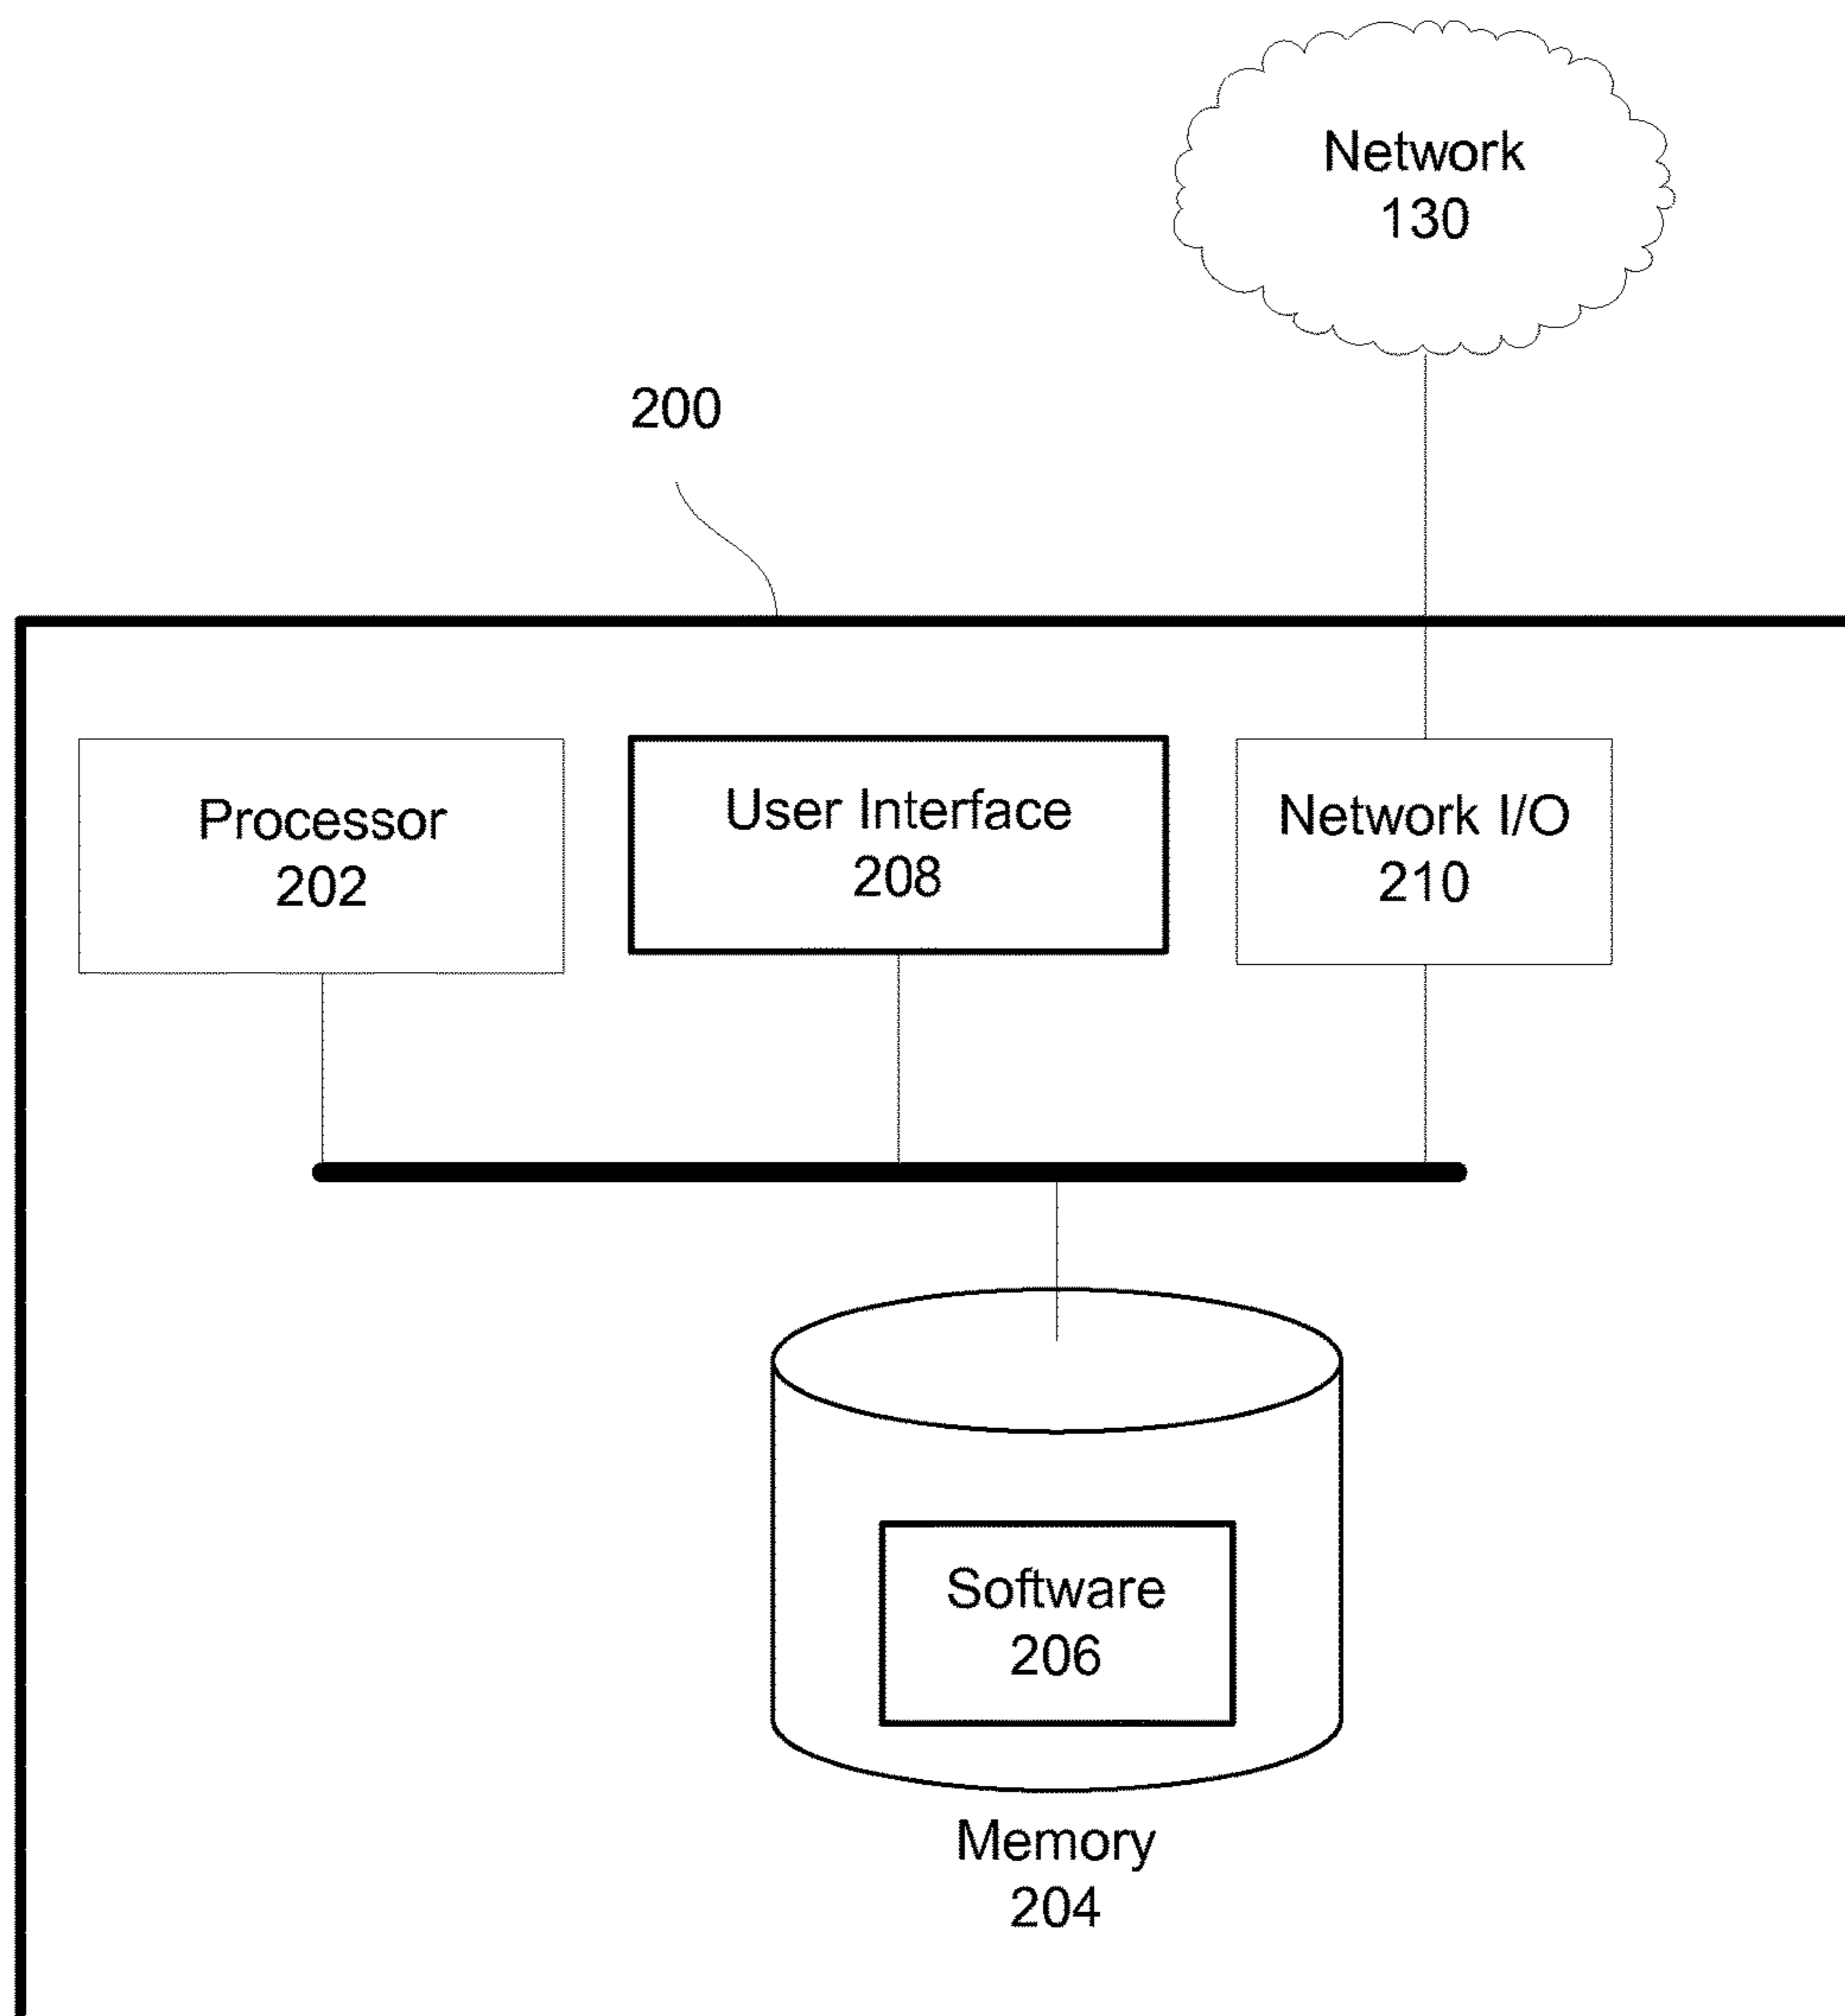 Network
130
200
Processor
202
User Interface
208
Network I/O
210
Software
206
Memory
204